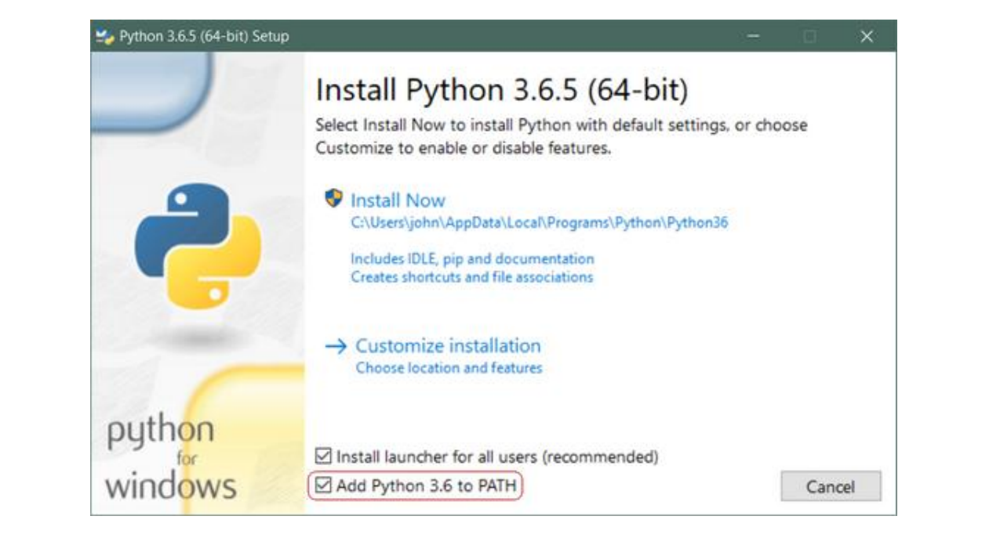 Python 3.6.5 (64-bit) Setup
Install Python 3.6.5 (64-bit)
Select Install Now to install Python with default settings, or choose
Customize to enable or disable features.
Install Now
C:\Users\john\AppData\Local\Programs\Python\Python36
Includes IDLE, pip and documentation
Creates shortcuts and file associations
Customize installation
Choose location and features
python
for
windows
Install launcher for all users (recommended)
Add Python 3.6 to PATH
Cancel